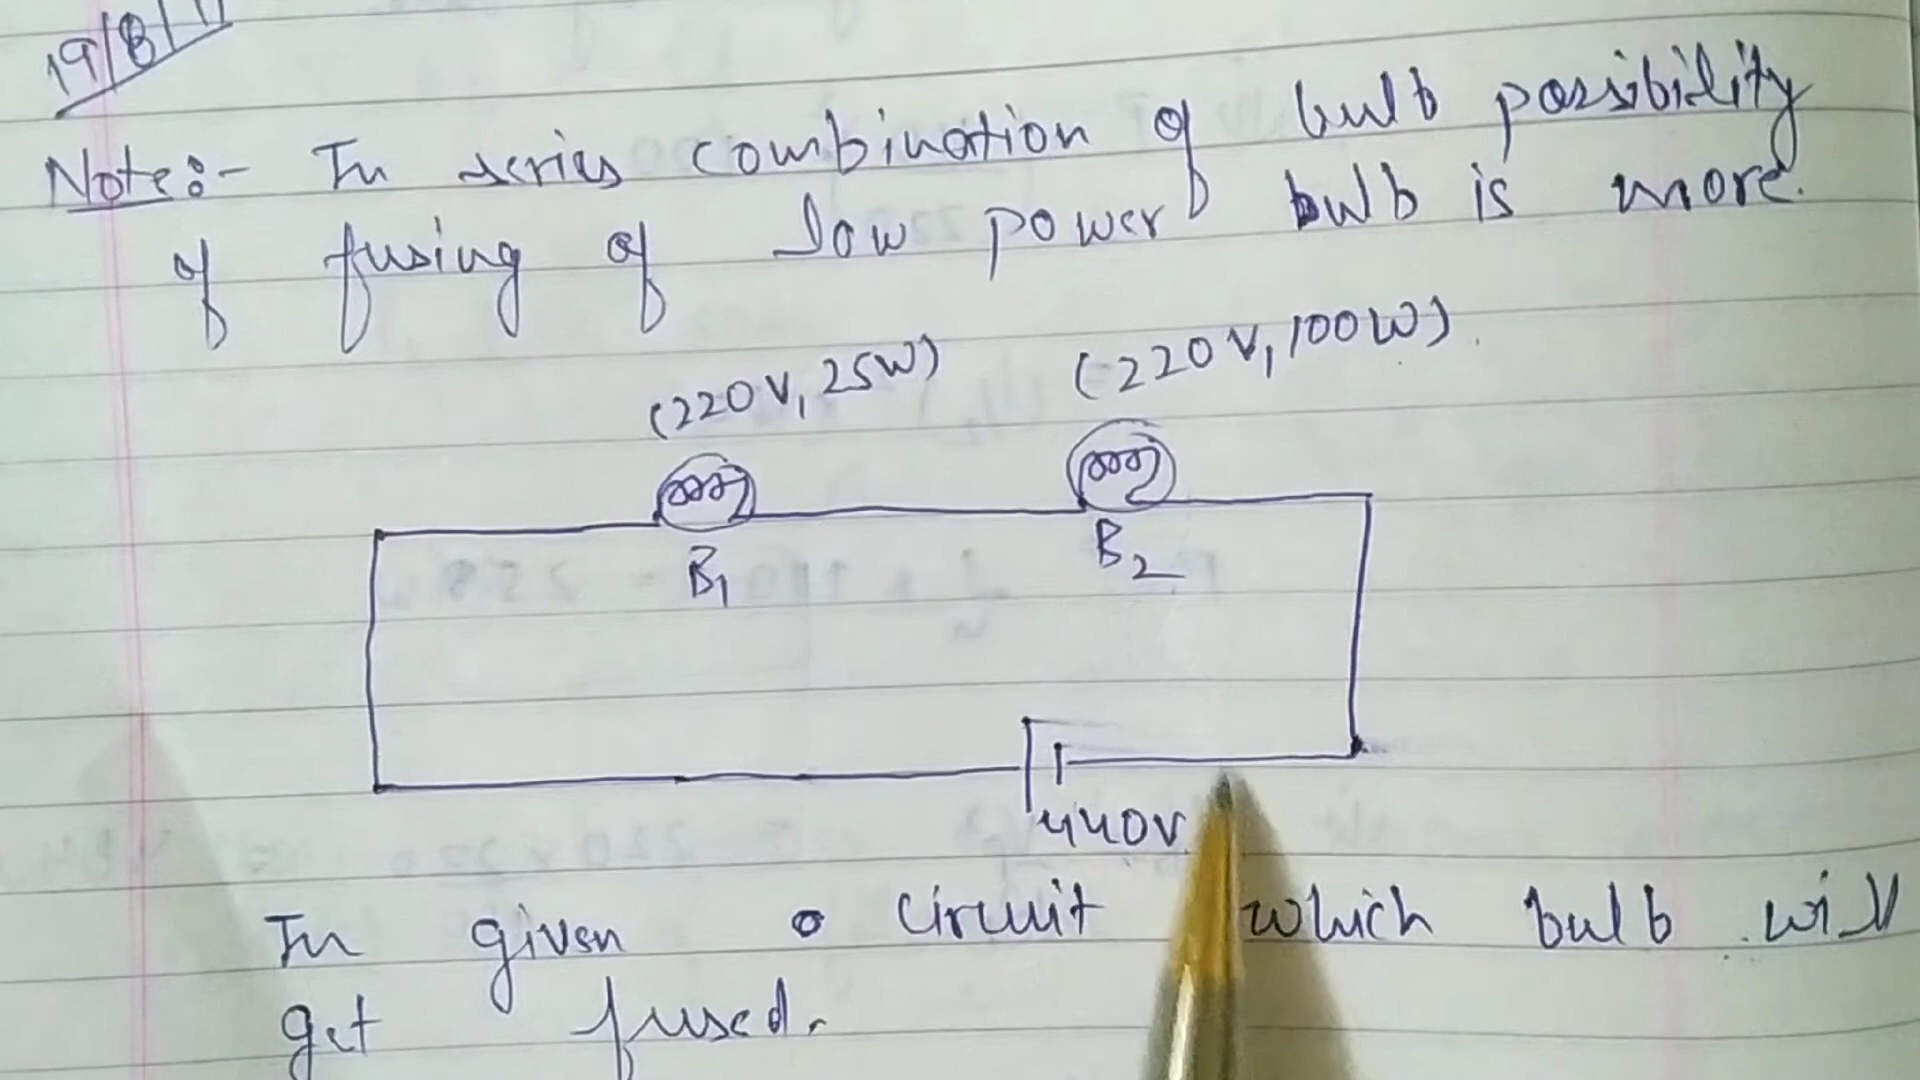 19/8/11
Note:- In series combination of bulb possibility
of fusing of low power bulb is more.
(220V, 25W) (220V, 100W).
B1 B2
440V
In given circuit which bulb will
get fused.